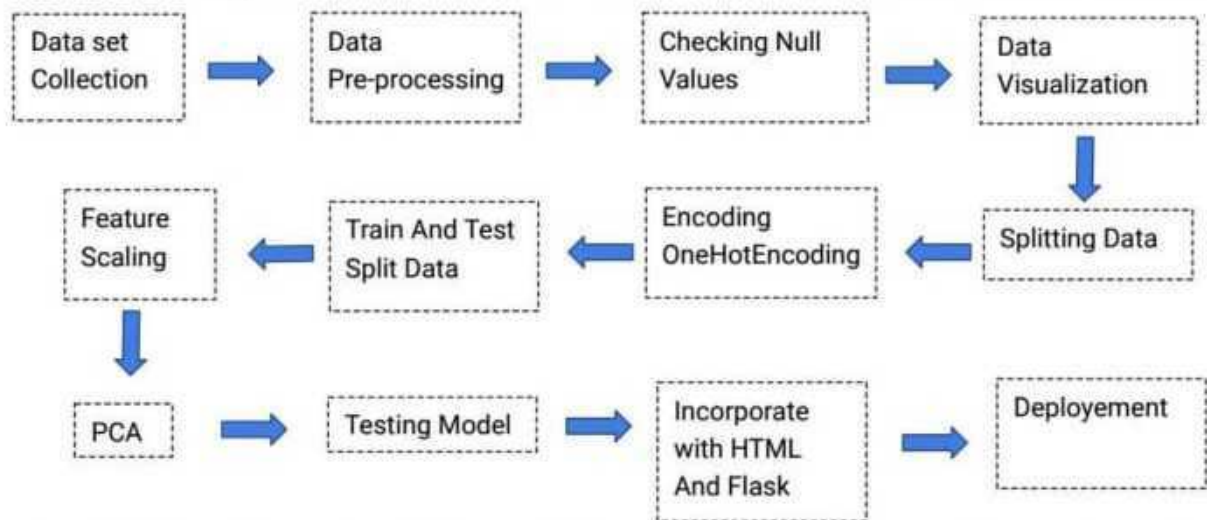 Data set
Collection
Data
Pre-processing
Checking Null
Values
Data
Visualization
Splitting Data
Encoding
OneHotEncoding
Train And Test
Split Data
Feature
Scaling
PCA
Testing Model
Incorporate
with HTML
And Flask
Deployement